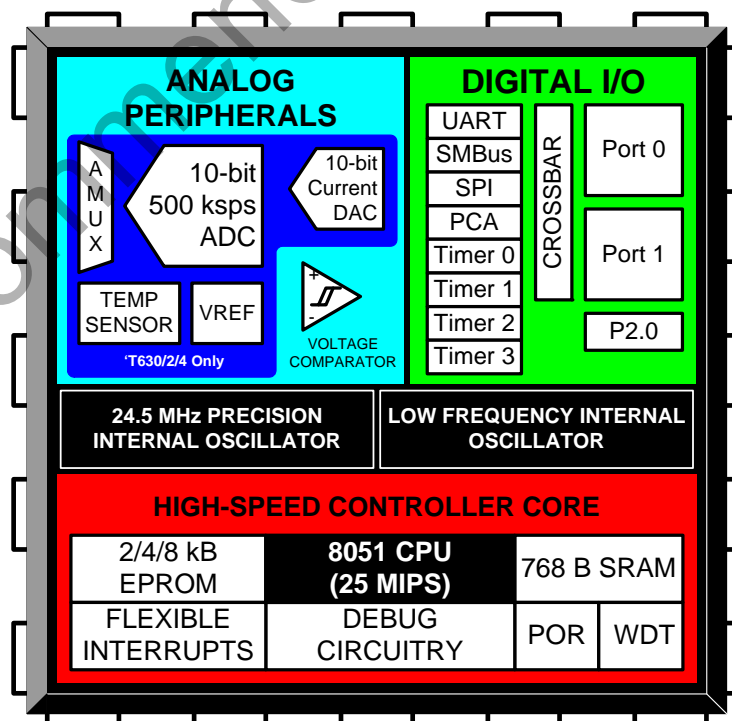 ANALOG
PERIPHERALS
A
M
U
X
10-bit
500 ksps
ADC
10-bit
Current
DAC
TEMP
SENSOR
VREF
+
-
VOLTAGE
COMPARATOR
‘T630/2/4 Only
DIGITAL I/O
UART
SMBus
SPI
PCA
Timer 0
Timer 1
Timer 2
Timer 3
CROSSBAR
Port 0
Port 1
P2.0
24.5 MHz PRECISION
INTERNAL OSCILLATOR
LOW FREQUENCY INTERNAL
OSCILLATOR
HIGH-SPEED CONTROLLER CORE
2/4/8 kB
EPROM
8051 CPU
(25 MIPS)
768 B SRAM
FLEXIBLE
INTERRUPTS
DEBUG
CIRCUITRY
POR
WDT